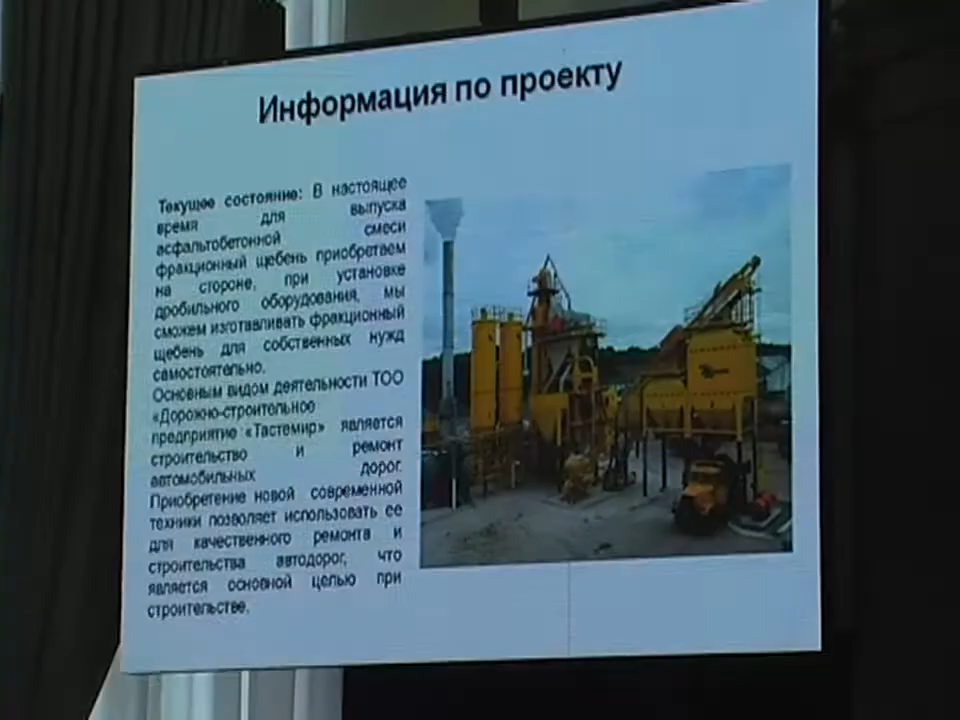 Информация по проекту
Текущее состояние: В настоящее
время для выпуска
асфальтобетонной смеси
фракционный щебень приобретаем
на стороне, при установке
дробильного оборудования, мы
сможем изготавливать фракционный
щебень для собственных нужд
самостоятельно.
Основным видом деятельности ТОО
«Дорожно-строительное
предприятие «Тастемир» является
строительство и ремонт
автомобильных дорог.
Приобретение новой современной
техники позволяет использовать ее
для качественного ремонта и
строительства автодорог, что
является основной целью при
строительстве.